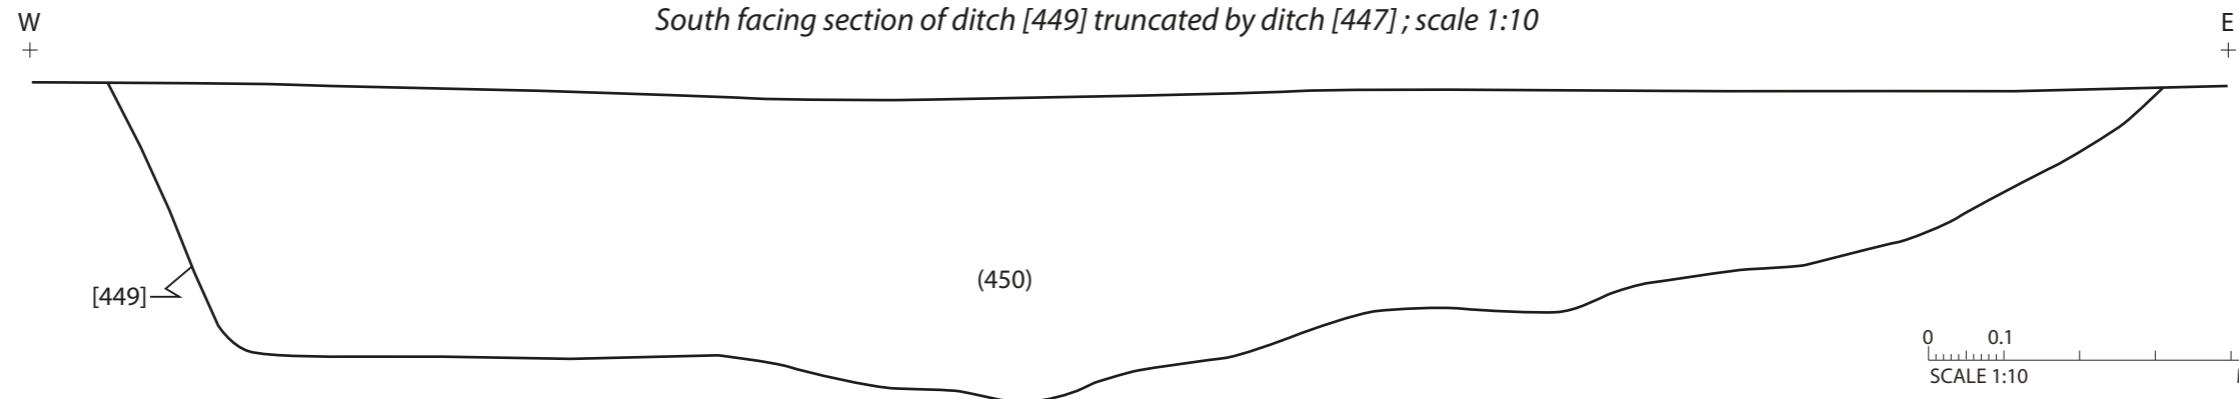 South facing section of ditch [449] truncated by ditch [447] ; scale 1:10
W
E
(450)
[449]
0 0.1
SCALE 1:10